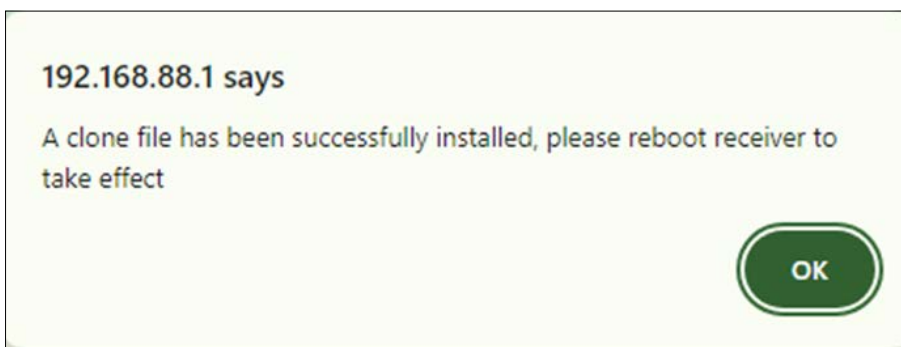 192.168.88.1 says
A clone file has been successfully installed, please reboot receiver to
take effect
OK